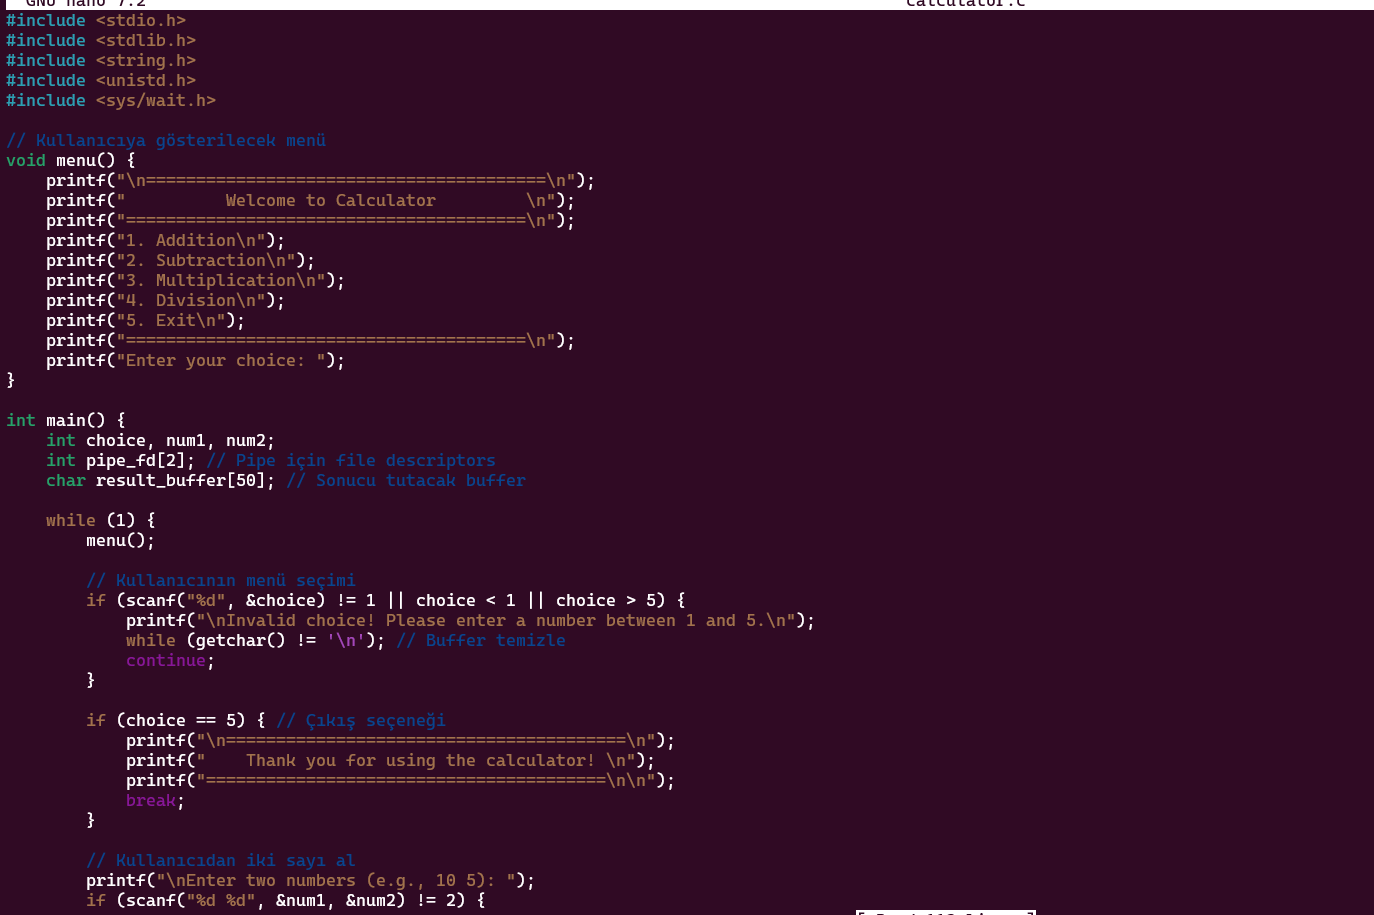 GNU nano 7.2 calculator.c
#include <stdio.h>
#include <stdlib.h>
#include <string.h>
#include <unistd.h>
#include <sys/wait.h>

// Kullanıcıya gösterilecek menü
void menu() {
    printf("\n========================================\n");
    printf("          Welcome to Calculator         \n");
    printf("========================================\n");
    printf("1. Addition\n");
    printf("2. Subtraction\n");
    printf("3. Multiplication\n");
    printf("4. Division\n");
    printf("5. Exit\n");
    printf("========================================\n");
    printf("Enter your choice: ");
}

int main() {
    int choice, num1, num2;
    int pipe_fd[2]; // Pipe için file descriptors
    char result_buffer[50]; // Sonucu tutacak buffer

    while (1) {
        menu();

        // Kullanıcının menü seçimi
        if (scanf("%d", &choice) != 1 || choice < 1 || choice > 5) {
            printf("\nInvalid choice! Please enter a number between 1 and 5.\n");
            while (getchar() != '\n'); // Buffer temizle
            continue;
        }

        if (choice == 5) { // Çıkış seçeneği
            printf("\n========================================\n");
            printf("    Thank you for using the calculator! \n");
            printf("========================================\n\n");
            break;
        }

        // Kullanıcıdan iki sayı al
        printf("\nEnter two numbers (e.g., 10 5): ");
        if (scanf("%d %d", &num1, &num2) != 2) {